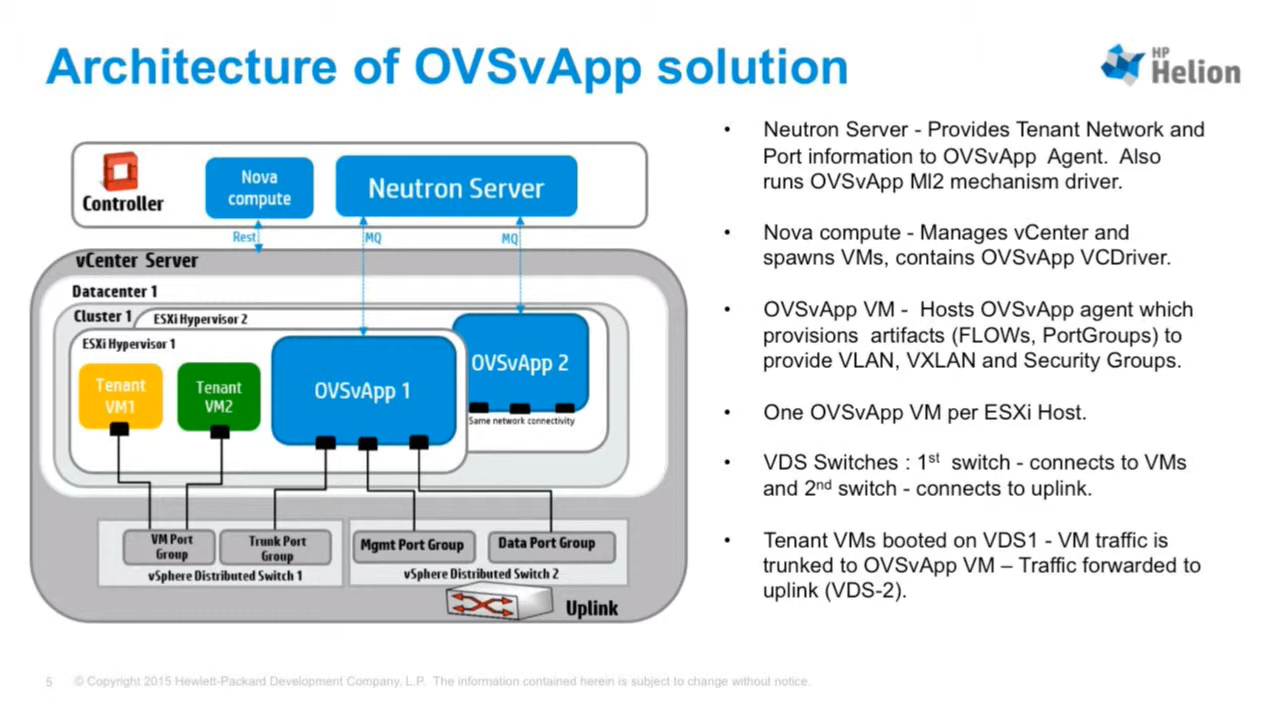 Architecture of OVSvApp solution
HP
Helion
Controller
Nova
compute
Neutron Server
Rest
MQ
MQ
vCenter Server
Datacenter 1
Cluster 1
ESXi Hypervisor 2
ESXi Hypervisor 1
Tenant
VM1
Tenant
VM2
OVSvApp 1
OVSvApp 2
Same network connectivity
VM Port
Group
Trunk Port
Group
Mgmt Port Group
Data Port Group
vSphere Distributed Switch 1
vSphere Distributed Switch 2
Uplink
• Neutron Server - Provides Tenant Network and
Port information to OVSvApp Agent. Also
runs OVSvApp Ml2 mechanism driver.
• Nova compute - Manages vCenter and
spawns VMs, contains OVSvApp VCDriver.
• OVSvApp VM - Hosts OVSvApp agent which
provisions artifacts (FLOWs, PortGroups) to
provide VLAN, VXLAN and Security Groups.
• One OVSvApp VM per ESXi Host.
• VDS Switches : 1st switch - connects to VMs
and 2nd switch - connects to uplink.
• Tenant VMs booted on VDS1 - VM traffic is
trunked to OVSvApp VM – Traffic forwarded to
uplink (VDS-2).
5 © Copyright 2015 Hewlett-Packard Development Company, L.P. The information contained herein is subject to change without notice.